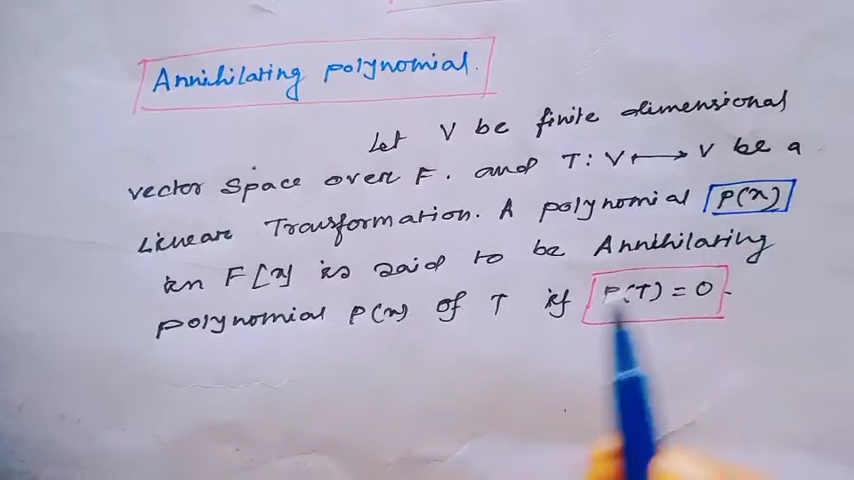 Annihilating polynomial.
Let V be finite dimensional
vector space over F. and T: V ⟼ V be a
Linear Transformation. A polynomial P(x)
in F[x] is said to be Annihilating
polynomial P(x) of T if P(T) = 0.